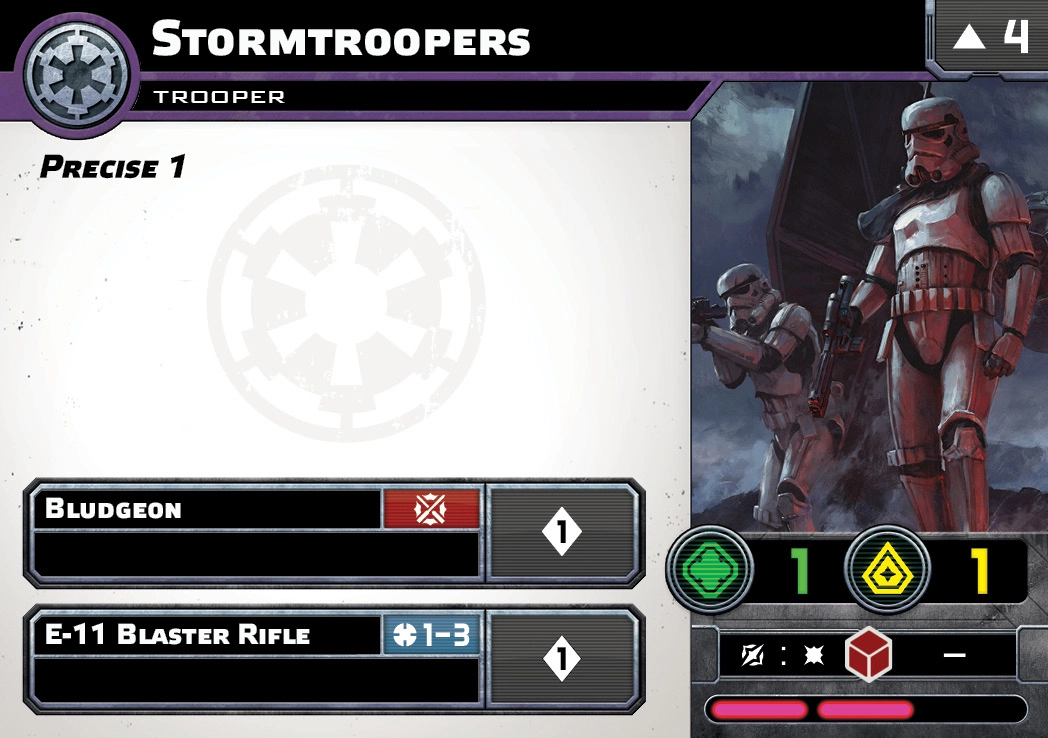 STORMTROOPERS
4
TROOPER
PRECISE 1
BLUDGEON
1
E-11 BLASTER RIFLE
1–3
1
1
1
:
–